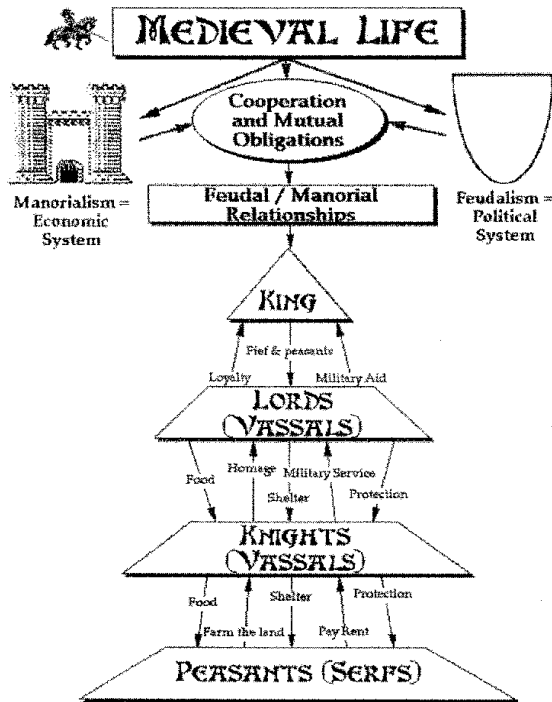 MEDIEVAL LIFE
Cooperation
and Mutual
Obligations
Manorialism =
Economic
System
Feudalism =
Political
System
Feudal / Manorial
Relationships
KING
Fief & peasants
Loyalty
Military Aid
LORDS
(VASSALS)
Food
Homage
Shelter
Military Service
Protection
KNIGHTS
(VASSALS)
Food
Farm the land
Shelter
Pay Rent
Protection
PEASANTS (SERFS)